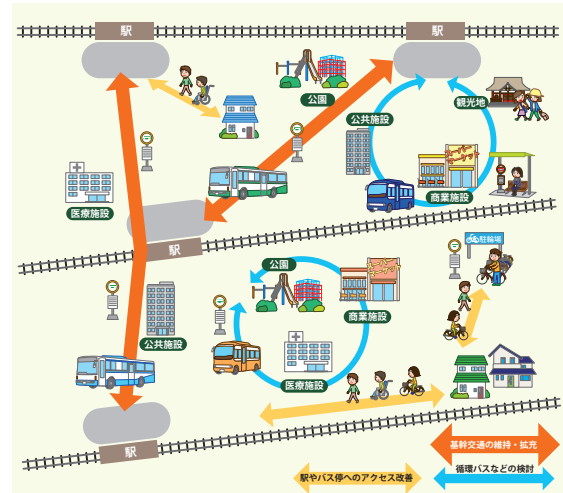 駅
駅
公園
観光地
公共施設
医療施設
商業施設
駅
駐輪場
公園
公共施設
商業施設
医療施設
駅
基幹交通の維持・拡充
循環バスなどの検討
駅やバス停へのアクセス改善